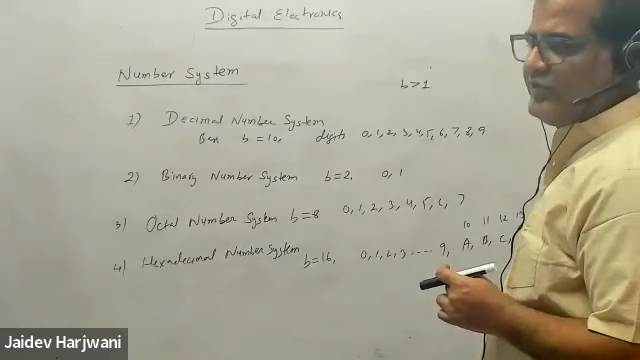 Digital Electronics
Number System
b>1
1) Decimal Number System
Base b=10, digits 0,1,2,3,4,5,6,7,8,9
2) Binary Number System b=2, 0,1
3) Octal Number System b=8 0,1,2,3,4,5,6,7
10 11 12 13
4) Hexadecimal Number System b=16, 0,1,2,3....9, A, B, C,
Jaidev Harjwani